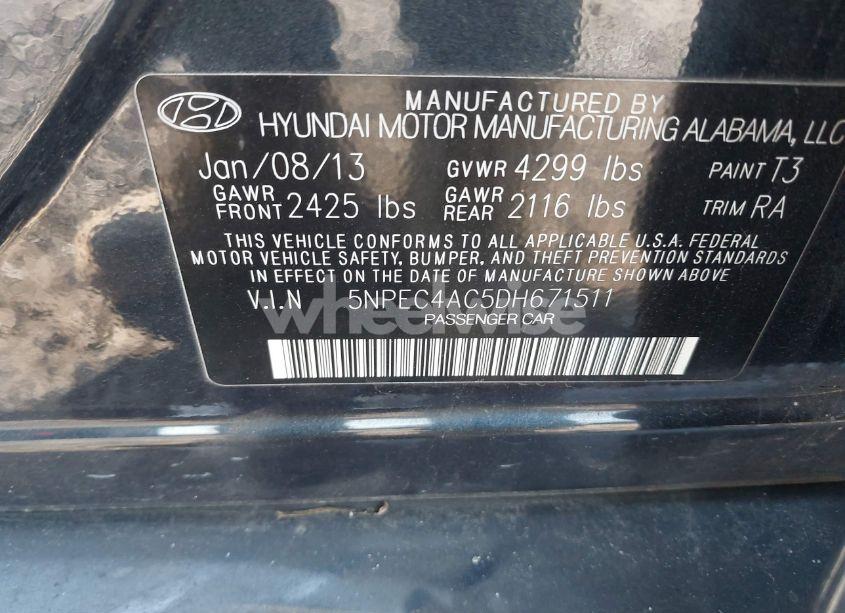 MANUFACTURED BY
HYUNDAI MOTOR MANUFACTURING ALABAMA, LLC
Jan/08/13 GVWR 4299 lbs PAINT T3
GAWR FRONT 2425 lbs GAWR REAR 2116 lbs TRIM RA
THIS VEHICLE CONFORMS TO ALL APPLICABLE U.S.A. FEDERAL
MOTOR VEHICLE SAFETY, BUMPER, AND THEFT PREVENTION STANDARDS
IN EFFECT ON THE DATE OF MANUFACTURE SHOWN ABOVE
V.I.N 5NPEC4AC5DH671511
PASSENGER CAR
wheelwise